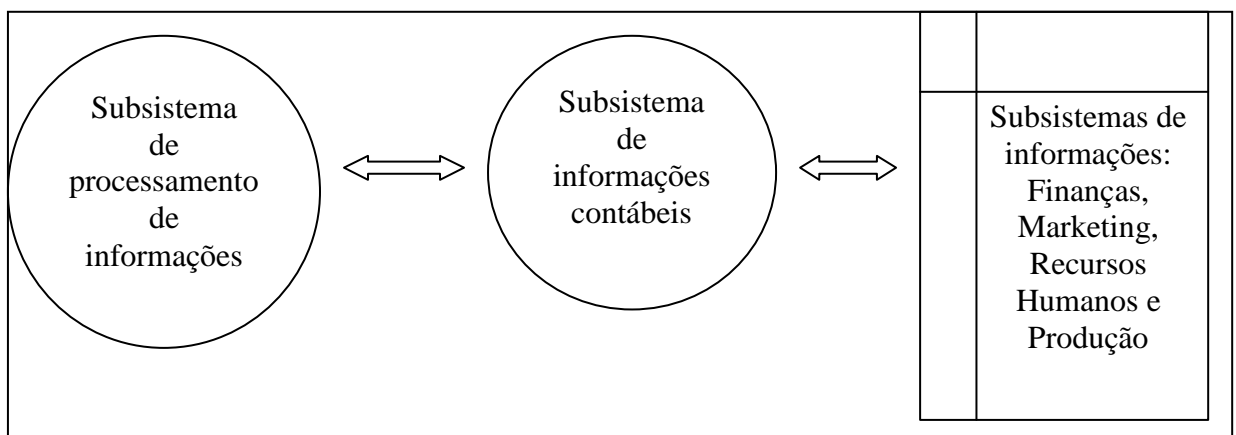 Subsistema
de
processamento
de
informações
Subsistema
de
informações
contábeis
Subsistemas de
informações:
Finanças,
Marketing,
Recursos
Humanos e
Produção